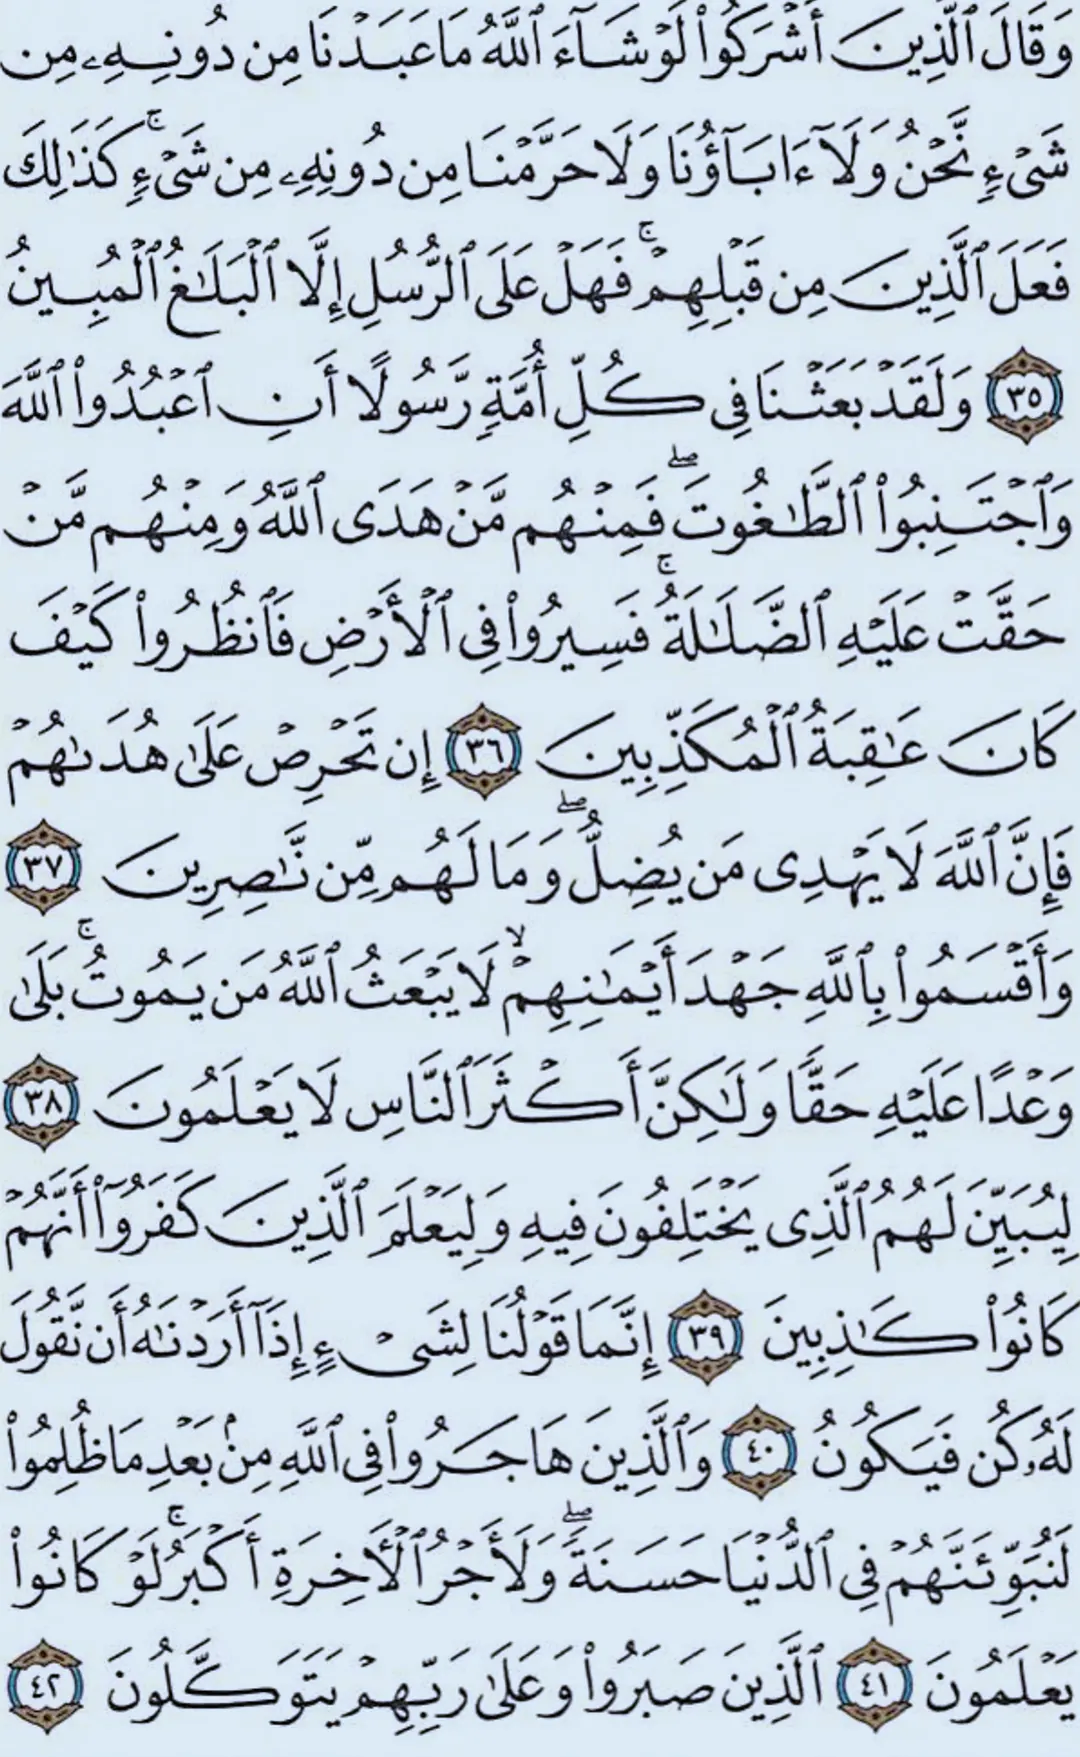 وَقَالَ ٱلَّذِينَ أَشْرَكُوا۟ لَوْ شَآءَ ٱللَّهُ مَا عَبَدْنَا مِن دُونِهِۦ مِن
شَىْءٍ نَّحْنُ وَلَآ ءَابَآؤُنَا وَلَا حَرَّمْنَا مِن دُونِهِۦ مِن شَىْءٍ ۚ كَذَٰلِكَ
فَعَلَ ٱلَّذِينَ مِن قَبْلِهِمْ ۚ فَهَلْ عَلَى ٱلرُّسُلِ إِلَّا ٱلْبَلَـٰغُ ٱلْمُبِينُ
٣٥ وَلَقَدْ بَعَثْنَا فِى كُلِّ أُمَّةٍ رَّسُولًا أَنِ ٱعْبُدُوا۟ ٱللَّهَ
وَٱجْتَنِبُوا۟ ٱلطَّـٰغُوتَ ۖ فَمِنْهُم مَّنْ هَدَى ٱللَّهُ وَمِنْهُم مَّنْ
حَقَّتْ عَلَيْهِ ٱلضَّلَـٰلَةُ ۚ فَسِيرُوا۟ فِى ٱلْأَرْضِ فَٱنظُرُوا۟ كَيْفَ
كَانَ عَـٰقِبَةُ ٱلْمُكَذِّبِينَ ٣٦ إِن تَحْرِصْ عَلَىٰ هُدَىٰهُمْ
فَإِنَّ ٱللَّهَ لَا يَهْدِى مَن يُضِلُّ ۖ وَمَا لَهُم مِّن نَّـٰصِرِينَ ٣٧
وَأَقْسَمُوا۟ بِٱللَّهِ جَهْدَ أَيْمَـٰنِهِمْ ۙ لَا يَبْعَثُ ٱللَّهُ مَن يَمُوتُ ۚ بَلَىٰ
وَعْدًا عَلَيْهِ حَقًّا وَلَـٰكِنَّ أَكْثَرَ ٱلنَّاسِ لَا يَعْلَمُونَ ٣٨
لِيُبَيِّنَ لَهُمُ ٱلَّذِى يَخْتَلِفُونَ فِيهِ وَلِيَعْلَمَ ٱلَّذِينَ كَفَرُوٓا۟ أَنَّهُمْ
كَانُوا۟ كَـٰذِبِينَ ٣٩ إِنَّمَا قَوْلُنَا لِشَىْءٍ إِذَآ أَرَدْنَـٰهُ أَن نَّقُولَ
لَهُۥ كُن فَيَكُونُ ٤٠ وَٱلَّذِينَ هَاجَرُوا۟ فِى ٱللَّهِ مِنۢ بَعْدِ مَا ظُلِمُوا۟
لَنُبَوِّئَنَّهُمْ فِى ٱلدُّنْيَا حَسَنَةً ۖ وَلَأَجْرُ ٱلْـَٔاخِرَةِ أَكْبَرُ ۚ لَوْ كَانُوا۟
يَعْلَمُونَ ٤١ ٱلَّذِينَ صَبَرُوا۟ وَعَلَىٰ رَبِّهِمْ يَتَوَكَّلُونَ ٤٢